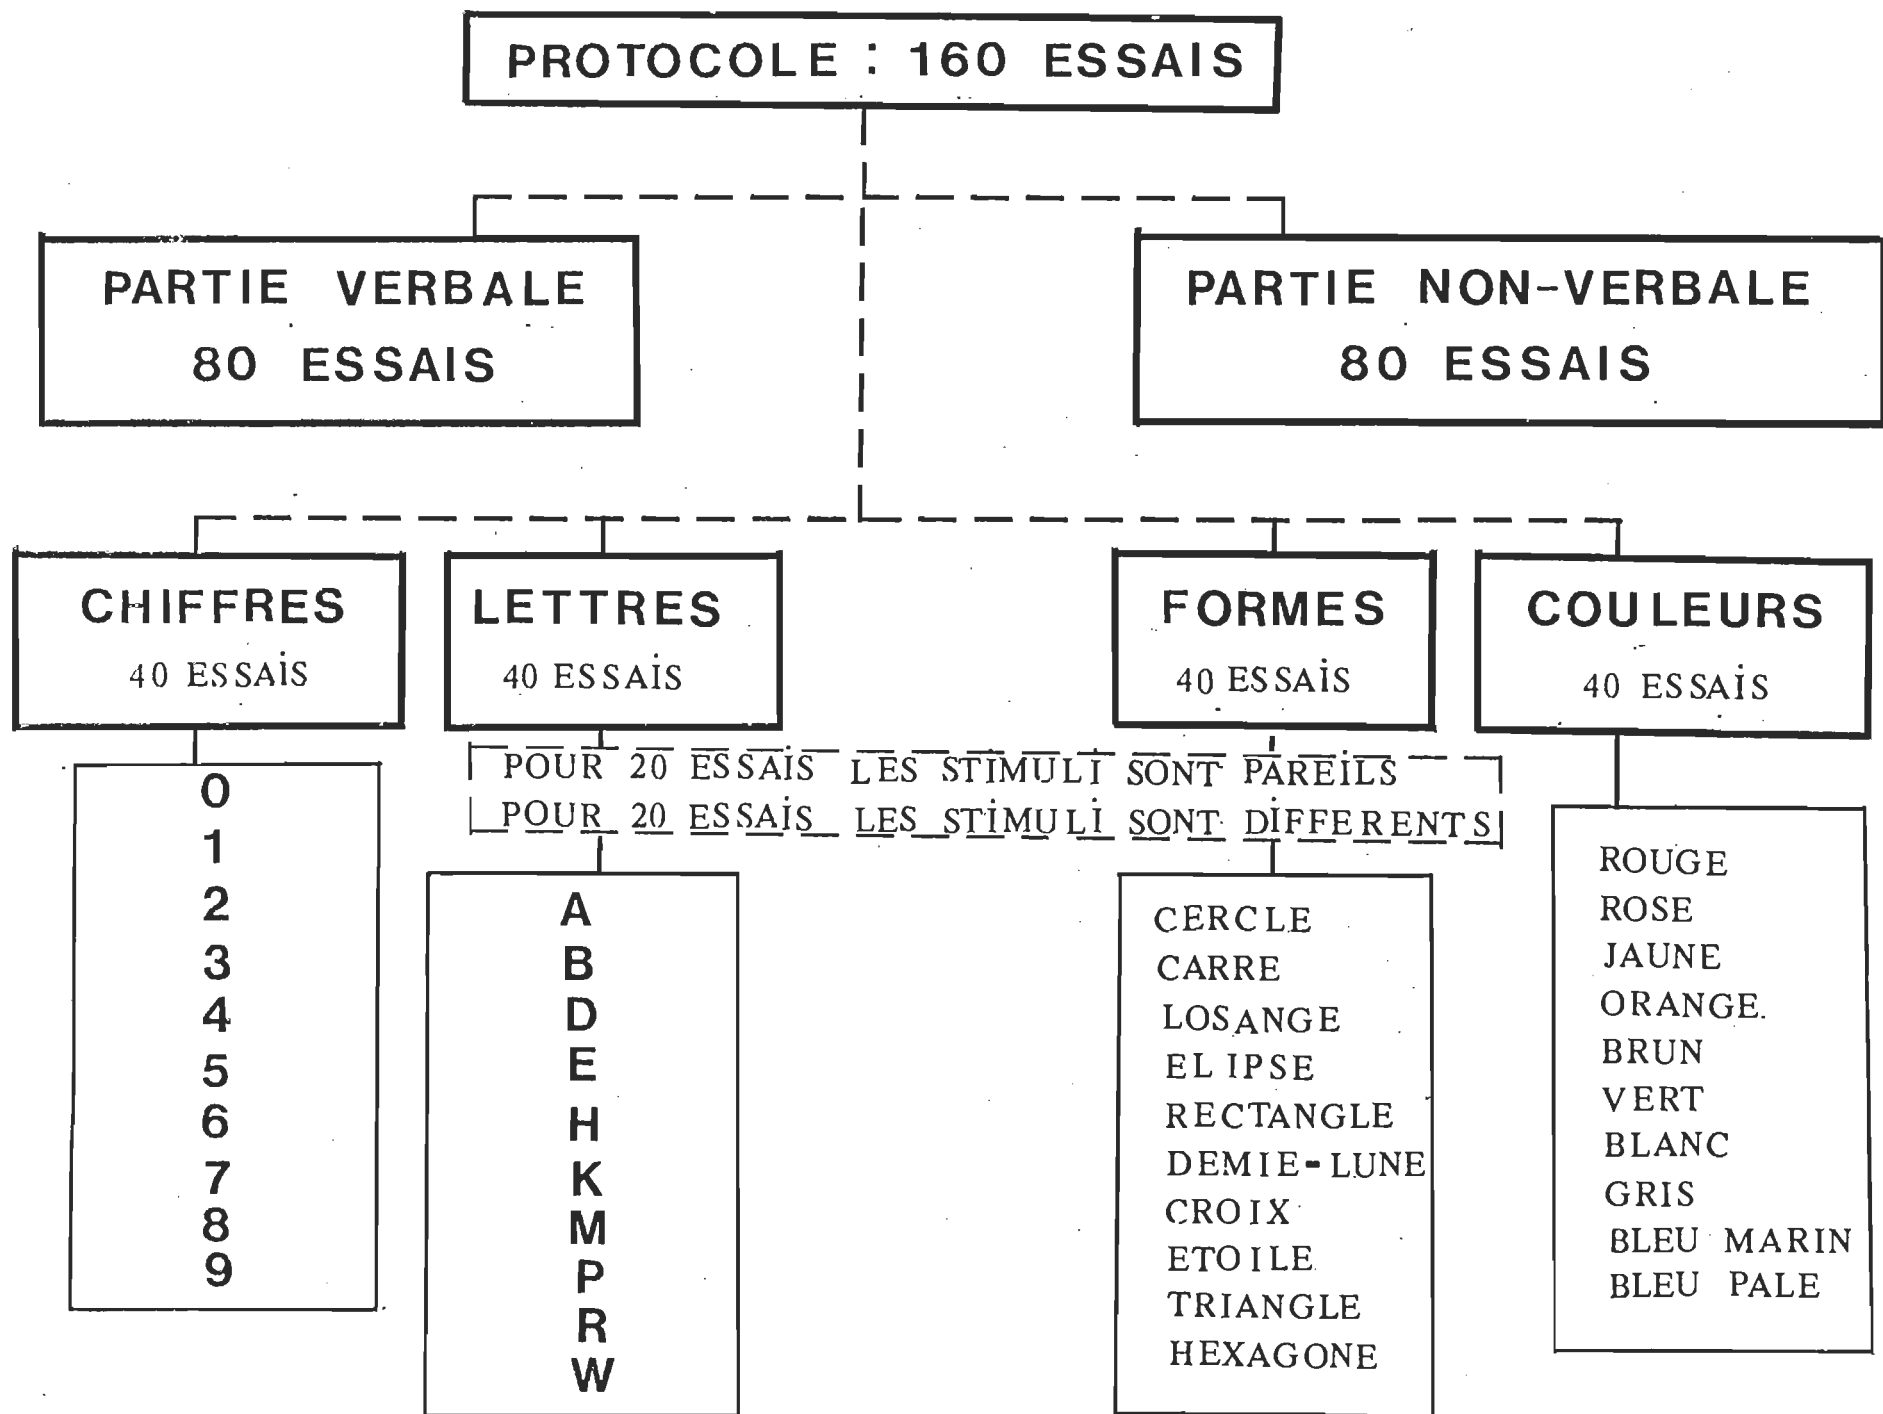 PROTOCOLE : 160 ESSAIS
PARTIE VERBALE
80 ESSAIS
PARTIE NON-VERBALE
80 ESSAIS
CHIFFRES
40 ESSAIS
LETTRES
40 ESSAIS
FORMES
40 ESSAIS
COULEURS
40 ESSAIS
POUR 20 ESSAIS LES STIMULI SONT PAREILS
POUR 20 ESSAIS LES STIMULI SONT DIFFERENTS
0
1
2
3
4
5
6
7
8
9
A
B
D
E
H
K
M
P
R
W
CERCLE
CARRE
LOSANGE
ELIPSE
RECTANGLE
DEMIE-LUNE
CROIX
ETOILE
TRIANGLE
HEXAGONE
ROUGE
ROSE
JAUNE
ORANGE.
BRUN
VERT
BLANC
GRIS
BLEU MARIN
BLEU PALE